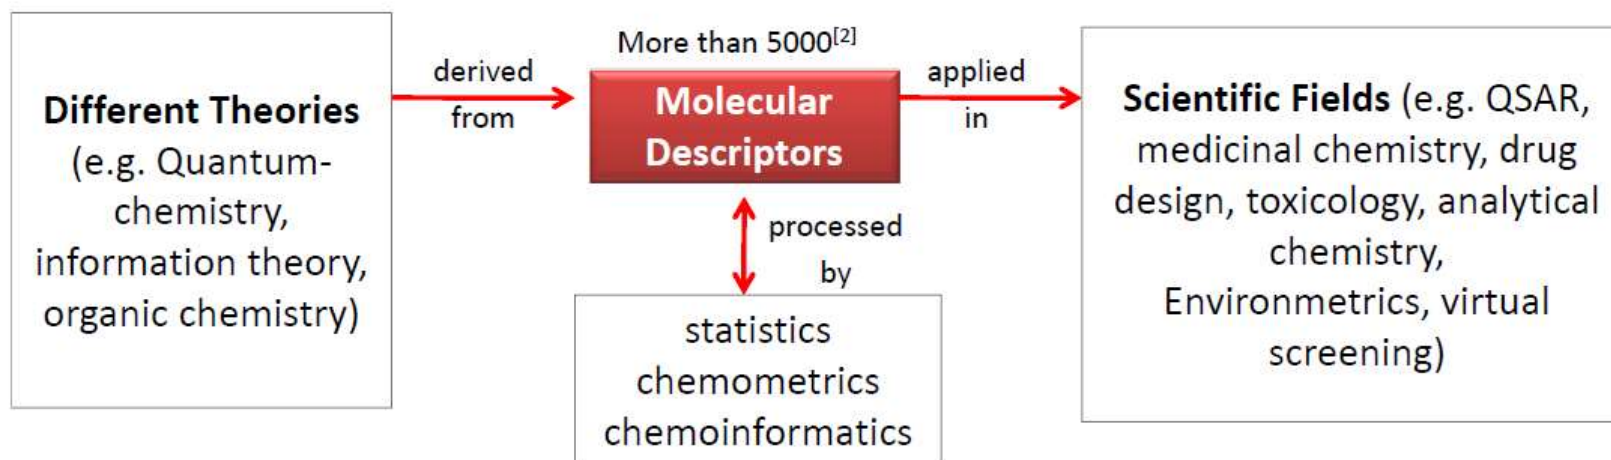 Different Theories
(e.g. Quantum-
chemistry,
information theory,
organic chemistry)
derived
from
More than 5000[2]
Molecular
Descriptors
applied
in
processed
by
statistics
chemometrics
chemoinformatics
Scientific Fields (e.g. QSAR,
medicinal chemistry, drug
design, toxicology, analytical
chemistry,
Environmetrics, virtual
screening)